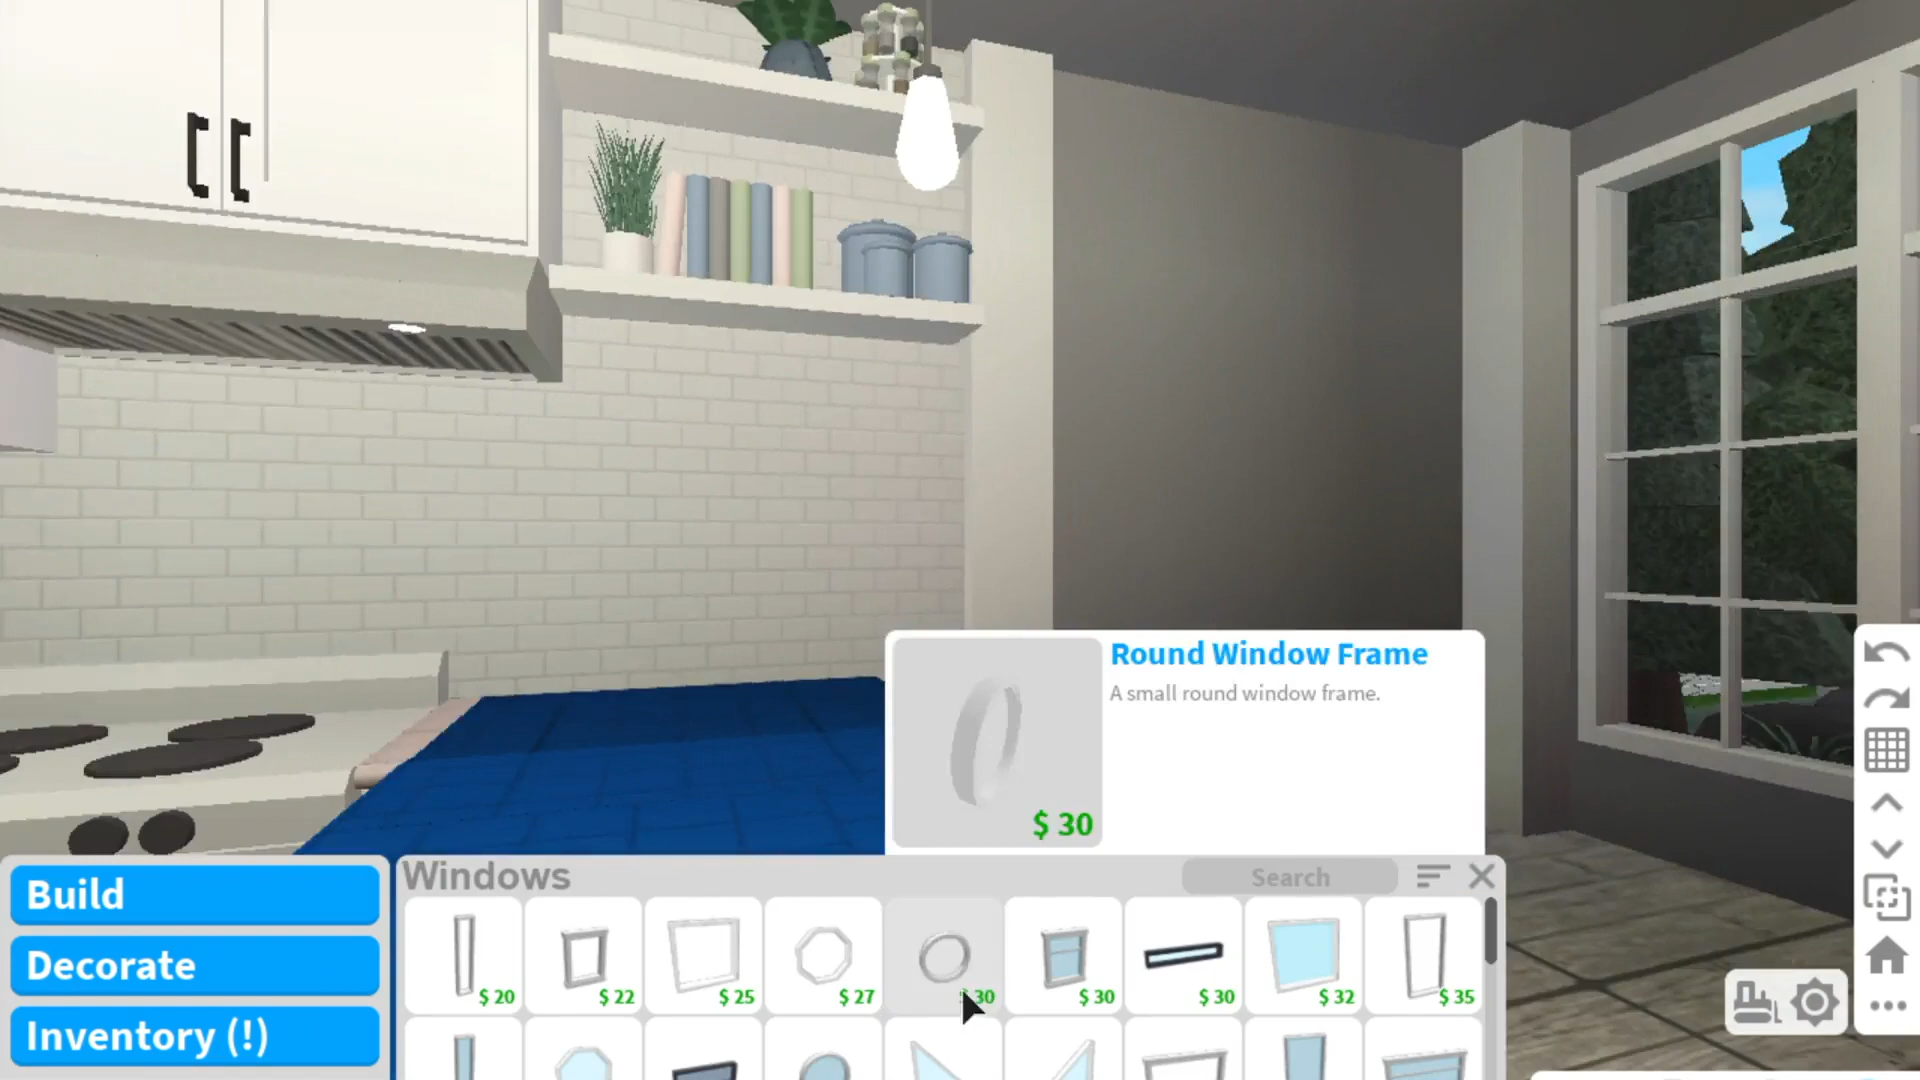 Round Window Frame
A small round window frame.
$ 30
Build
Decorate
Inventory (!)
Windows
Search
$ 20
$ 22
$ 25
$ 27
30
$ 30
$ 30
$ 32
$ 35